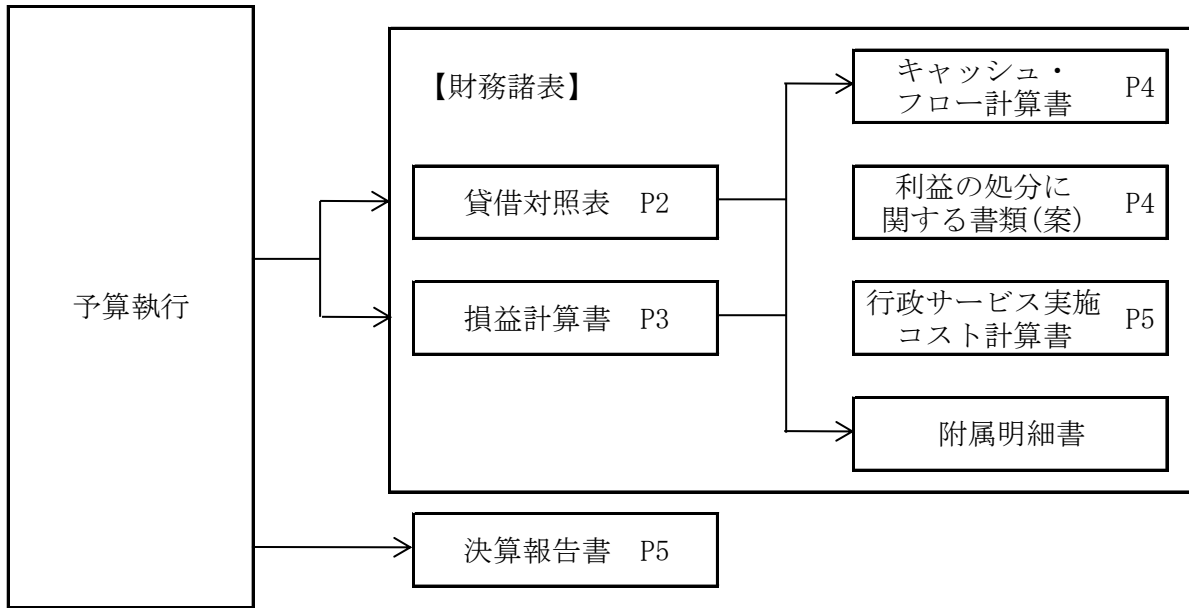 予算執行
【財務諸表】
貸借対照表 P2
損益計算書 P3
キャッシュ・
フロー計算書 P4
利益の処分に
関する書類(案) P4
行政サービス実施
コスト計算書 P5
附属明細書
決算報告書 P5